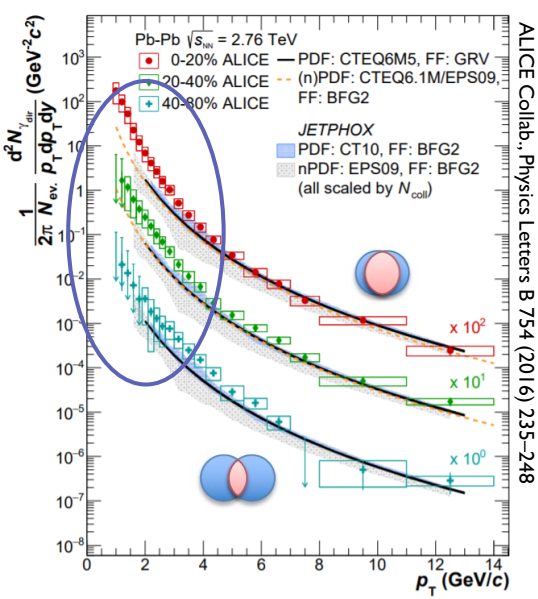 Pb-Pb √sNN = 2.76 TeV
0-20% ALICE
20-40% ALICE
40-80% ALICE
PDF: CTEQ6M5, FF: GRV
(n)PDF: CTEQ6.1M/EPS09,
FF: BFG2
JETPHOX
PDF: CT10, FF: BFG2
nPDF: EPS09, FF: BFG2
(all scaled by Ncoll)
1/(2π Nev.) d²Nγdir/(pTdpTdy) (GeV⁻²c²)
10³
10²
10
1
10⁻¹
10⁻²
10⁻³
10⁻⁴
10⁻⁵
10⁻⁶
10⁻⁷
10⁻⁸
x 10²
x 10¹
x 10⁰
0 2 4 6 8 10 12 14
pT (GeV/c)
ALICE Collab., Physics Letters B 754 (2016) 235–248